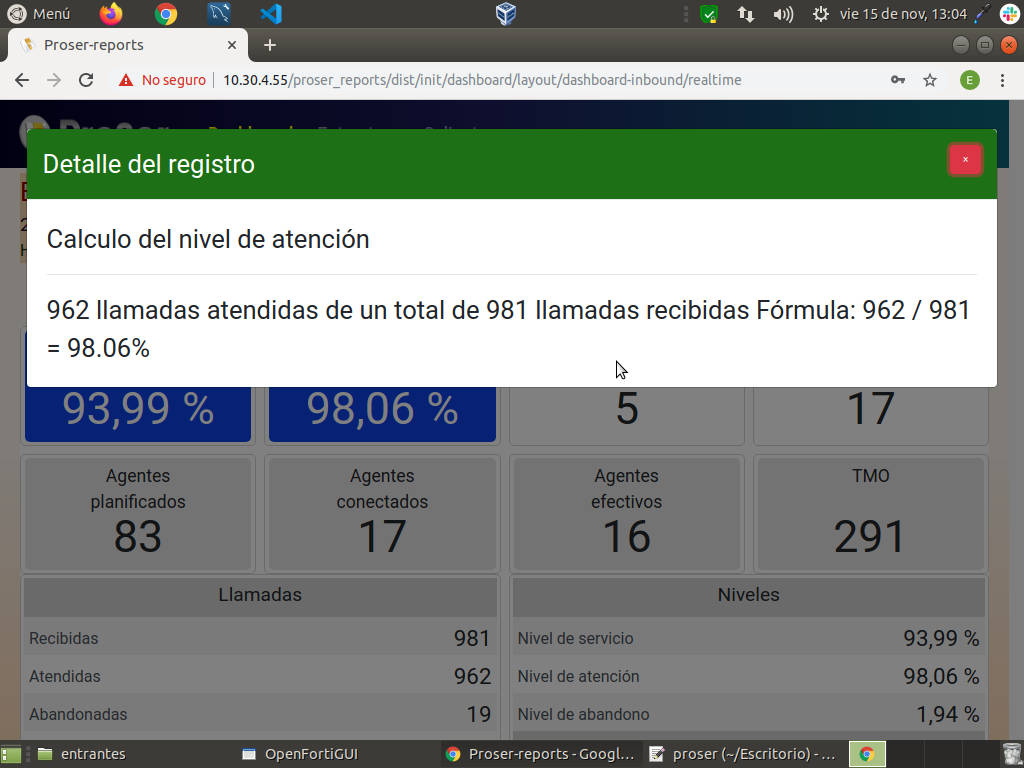 Menú
vie 15 de nov, 13:04
Proser-reports
No seguro
10.30.4.55/proser_reports/dist/init/dashboard/layout/dashboard-inbound/realtime
E
Detalle del registro
×
Calculo del nivel de atención
962 llamadas atendidas de un total de 981 llamadas recibidas Fórmula: 962 / 981
= 98.06%
93,99 %
98,06 %
5
17
Agentes
planificados
83
Agentes
conectados
17
Agentes
efectivos
16
TMO
291
Llamadas
Recibidas 981
Atendidas 962
Abandonadas 19
Niveles
Nivel de servicio 93,99 %
Nivel de atención 98,06 %
Nivel de abandono 1,94 %
entrantes
OpenFortiGUI
Proser-reports - Googl...
proser (~/Escritorio) - ...